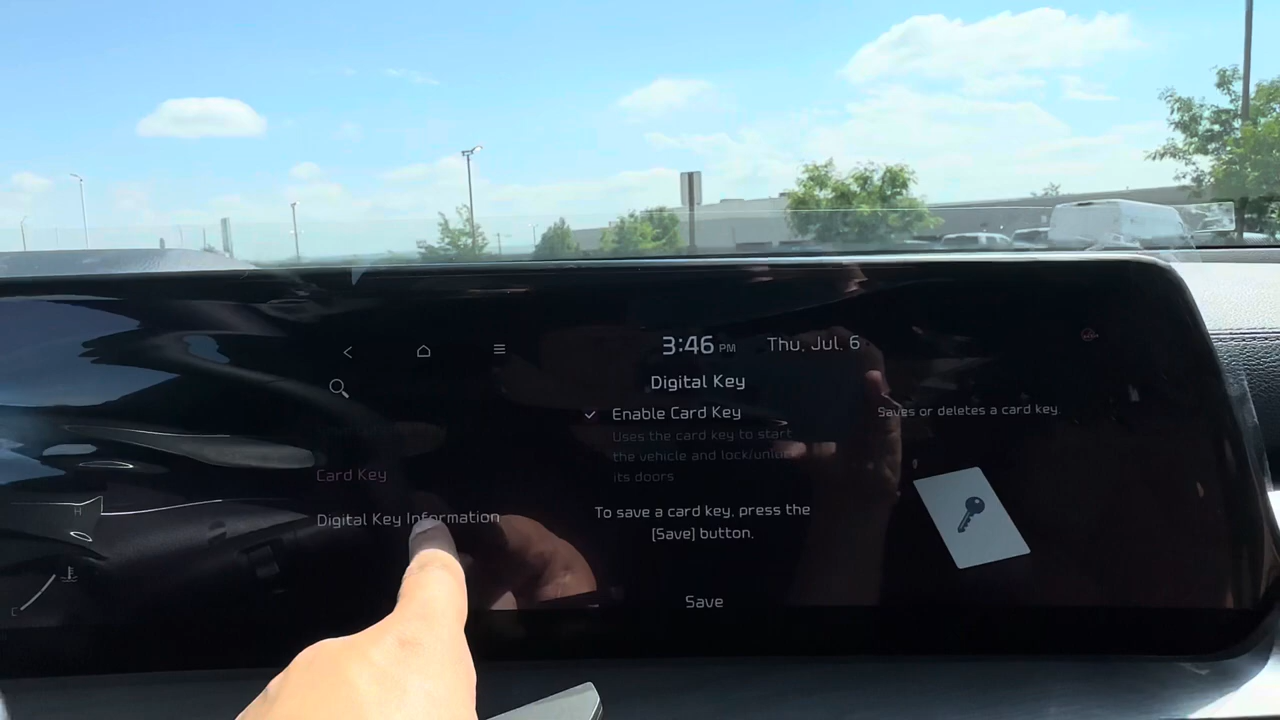 3:46 PM Thu, Jul. 6
Digital Key
Enable Card Key
Uses the card key to start
the vehicle and lock/unlock
its doors
Saves or deletes a card key.
Card Key
Digital Key Information
To save a card key, press the
[Save] button.
Save
H
C